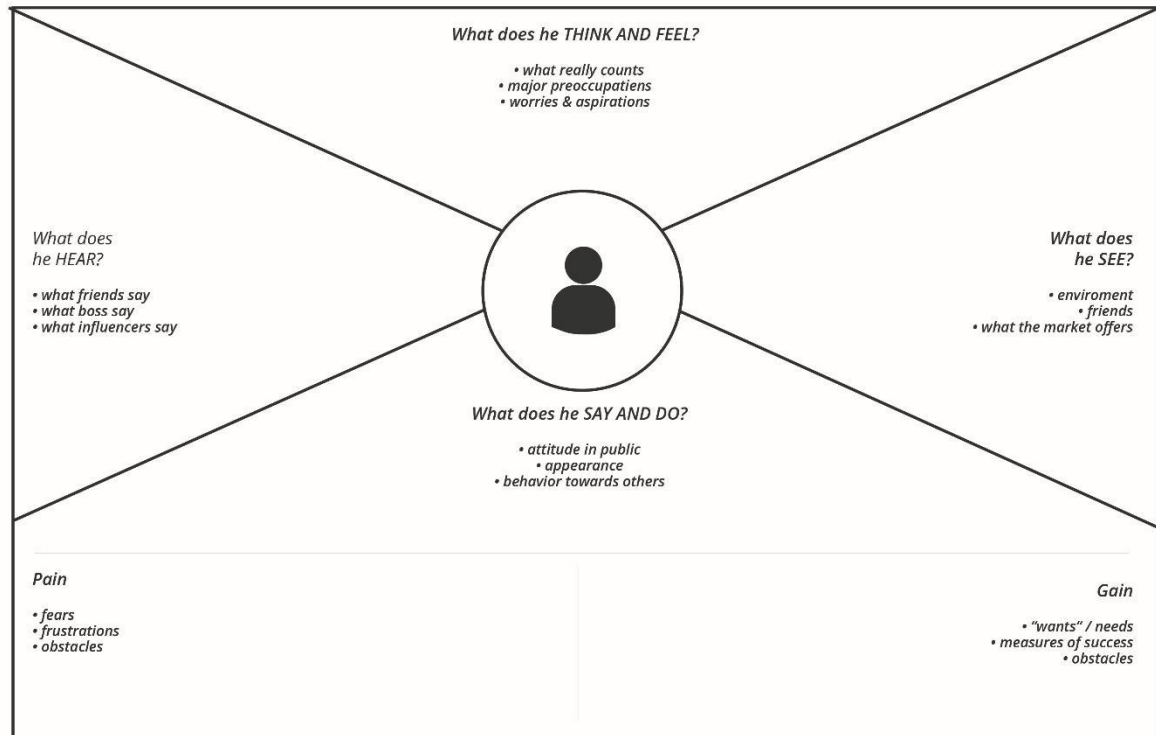 What does he THINK AND FEEL?
• what really counts
• major preoccupatiens
• worries & aspirations
What does
he HEAR?
• what friends say
• what boss say
• what influencers say
What does
he SEE?
• enviroment
• friends
• what the market offers
What does he SAY AND DO?
• attitude in public
• appearance
• behavior towards others
Pain
• fears
• frustrations
• obstacles
Gain
• “wants” / needs
• measures of success
• obstacles